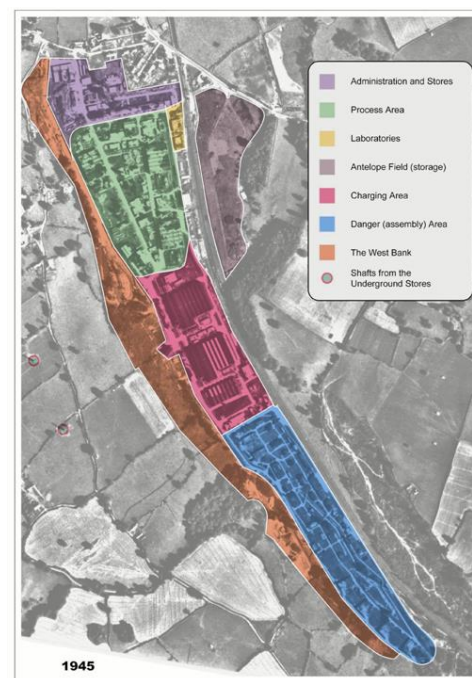 Administration and Stores
Process Area
Laboratories
Antelope Field (storage)
Charging Area
Danger (assembly) Area
The West Bank
Shafts from the
Underground Stores
1945